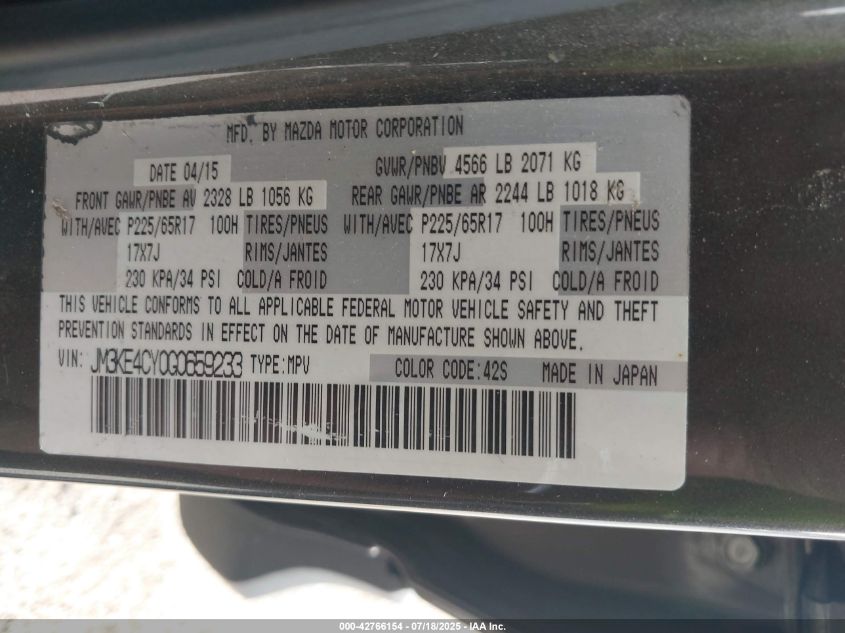 MFD. BY MAZDA MOTOR CORPORATION
DATE 04/15 GVWR/PNBV 4566 LB 2071 KG
FRONT GAWR/PNBE AV 2328 LB 1056 KG REAR GAWR/PNBE AR 2244 LB 1018 KG
WITH/AVEC P225/65R17 100H TIRES/PNEUS WITH/AVEC P225/65R17 100H TIRES/PNEUS
17X7J RIMS/JANTES 17X7J RIMS/JANTES
230 KPA/34 PSI COLD/A FROID 230 KPA/34 PSI COLD/A FROID
THIS VEHICLE CONFORMS TO ALL APPLICABLE FEDERAL MOTOR VEHICLE SAFETY AND THEFT
PREVENTION STANDARDS IN EFFECT ON THE DATE OF MANUFACTURE SHOWN ABOVE.
VIN: JM3KE4CY0G0659233 TYPE:MPV COLOR CODE:42S MADE IN JAPAN
000-42766154 - 07/18/2025 - IAA Inc.